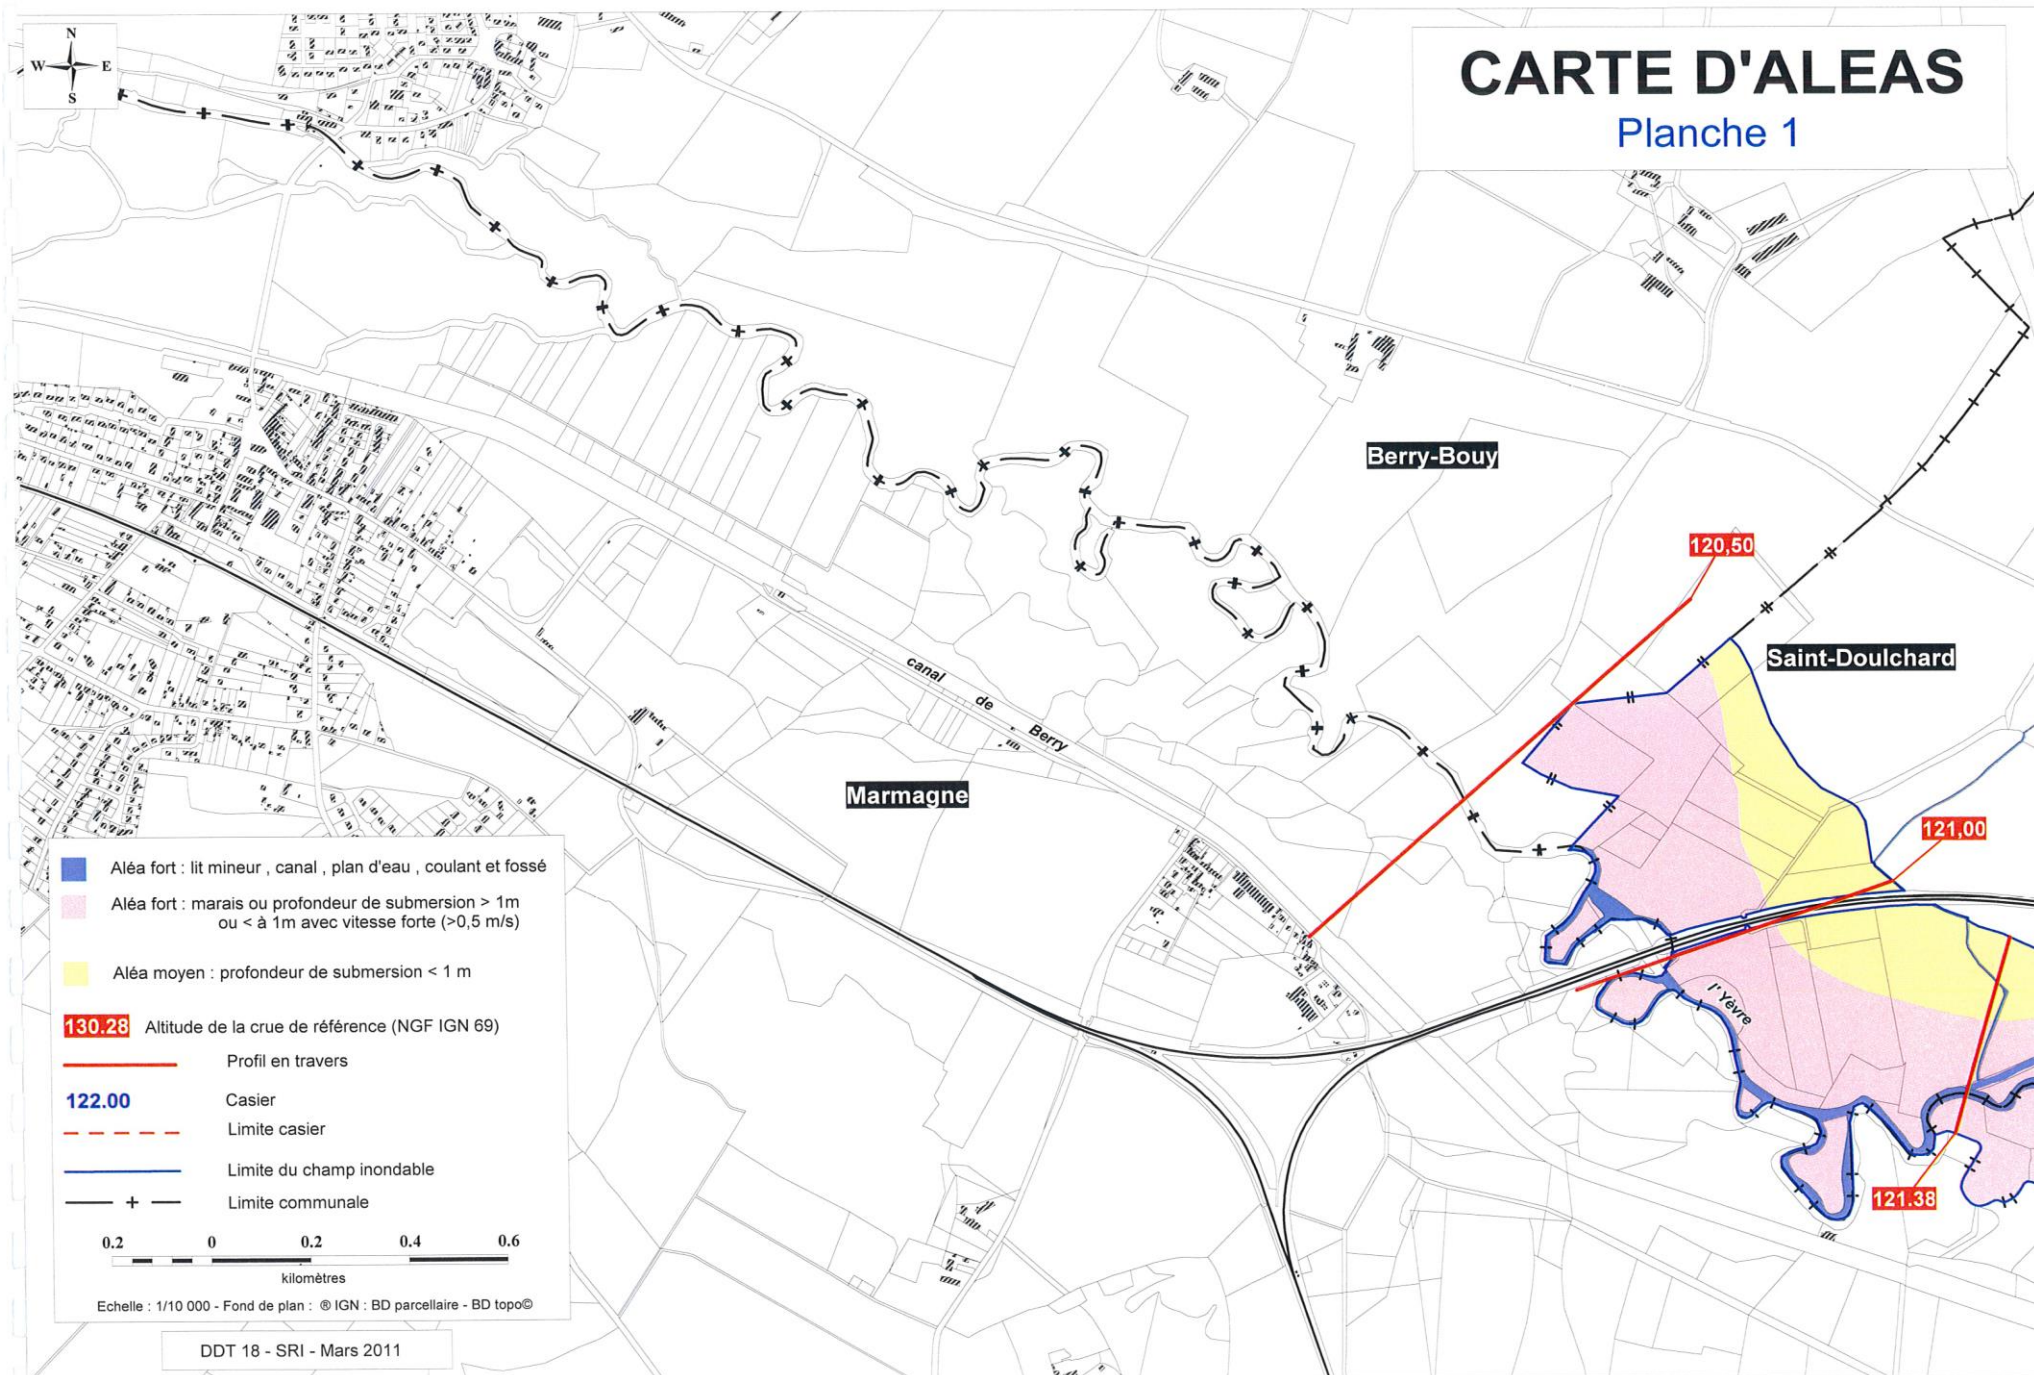 N
W E
S
CARTE D'ALEAS
Planche 1
Berry-Bouy
120,50
Saint-Doulchard
canal de Berry
Marmagne
121,00
l'Yèvre
121.38
Aléa fort : lit mineur , canal , plan d'eau , coulant et fossé
Aléa fort : marais ou profondeur de submersion > 1m
ou < à 1m avec vitesse forte (>0,5 m/s)
Aléa moyen : profondeur de submersion < 1 m
130.28 Altitude de la crue de référence (NGF IGN 69)
Profil en travers
122.00 Casier
Limite casier
Limite du champ inondable
Limite communale
0.2 0 0.2 0.4 0.6
kilomètres
Echelle : 1/10 000 - Fond de plan : ® IGN : BD parcellaire - BD topo©
DDT 18 - SRI - Mars 2011